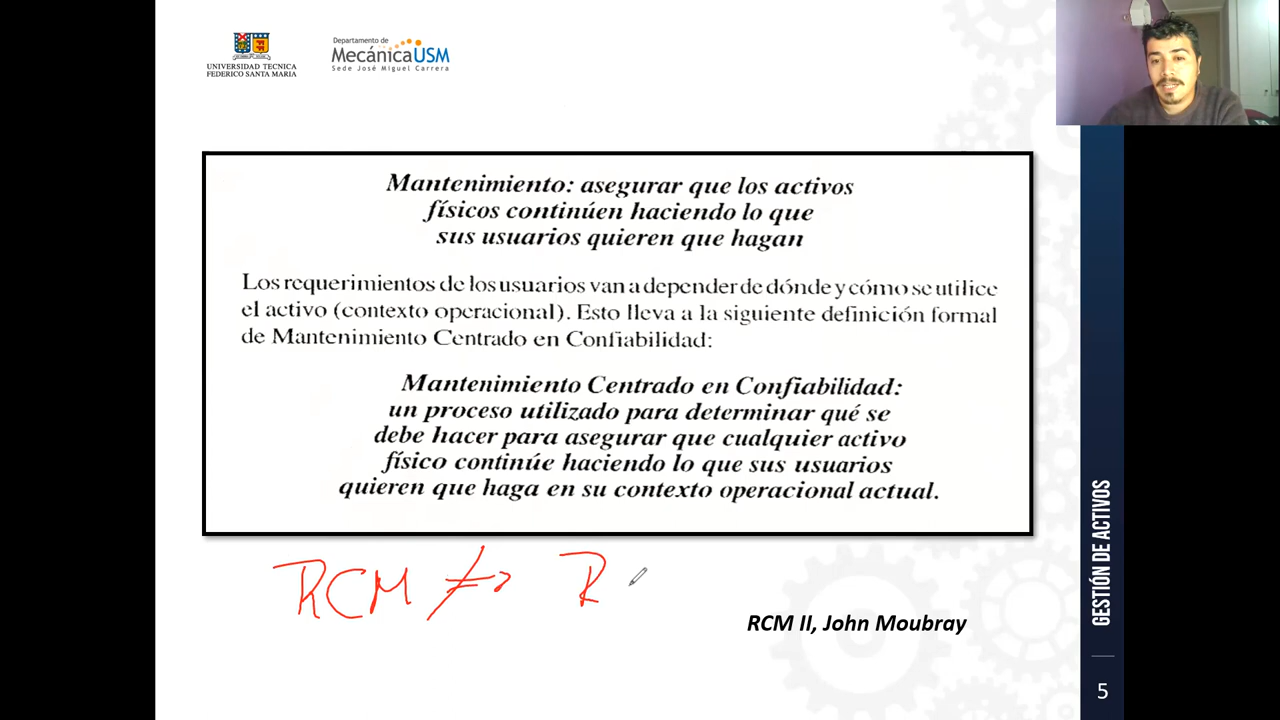 UNIVERSIDAD TECNICA
FEDERICO SANTA MARIA
Departamento de
MecánicaUSM
Sede José Miguel Carrera
Mantenimiento: asegurar que los activos
físicos continúen haciendo lo que
sus usuarios quieren que hagan
Los requerimientos de los usuarios van a depender de dónde y cómo se utilice
el activo (contexto operacional). Esto lleva a la siguiente definición formal
de Mantenimiento Centrado en Confiabilidad:
Mantenimiento Centrado en Confiabilidad:
un proceso utilizado para determinar qué se
debe hacer para asegurar que cualquier activo
físico continúe haciendo lo que sus usuarios
quieren que haga en su contexto operacional actual.
RCM ≠> R
RCM II, John Moubray
GESTIÓN DE ACTIVOS
5